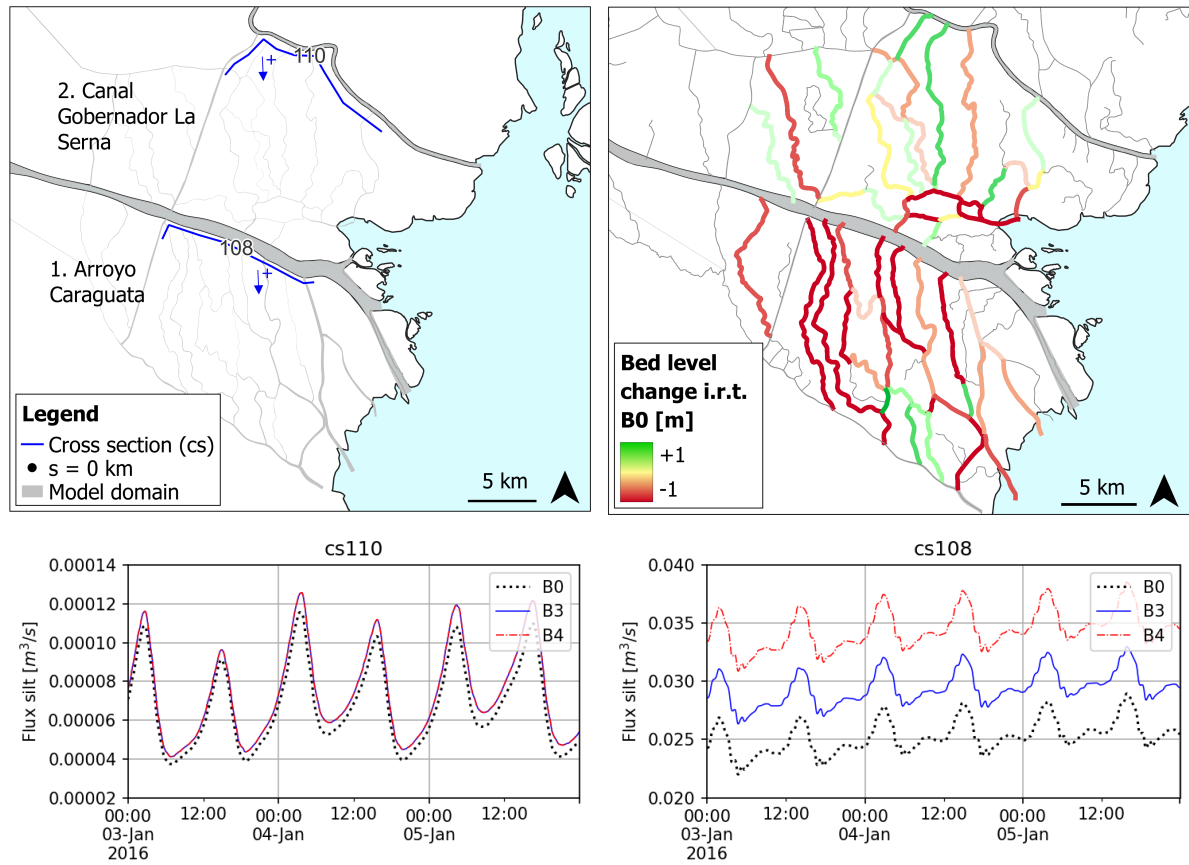 110
+
2. Canal
Gobernador La
Serna
108
+
1. Arroyo
Caraguata
Legend
Cross section (cs)
s = 0 km
Model domain
5 km
Bed level
change i.r.t.
B0 [m]
+1
-1
5 km
cs110
Flux silt [m³/s]
0.00014
0.00012
0.00010
0.00008
0.00006
0.00004
0.00002
B0
B3
B4
00:00 12:00 00:00 12:00 00:00 12:00
03-Jan 04-Jan 05-Jan
2016
cs108
Flux silt [m³/s]
0.040
0.035
0.030
0.025
0.020
B0
B3
B4
00:00 12:00 00:00 12:00 00:00 12:00
03-Jan 04-Jan 05-Jan
2016